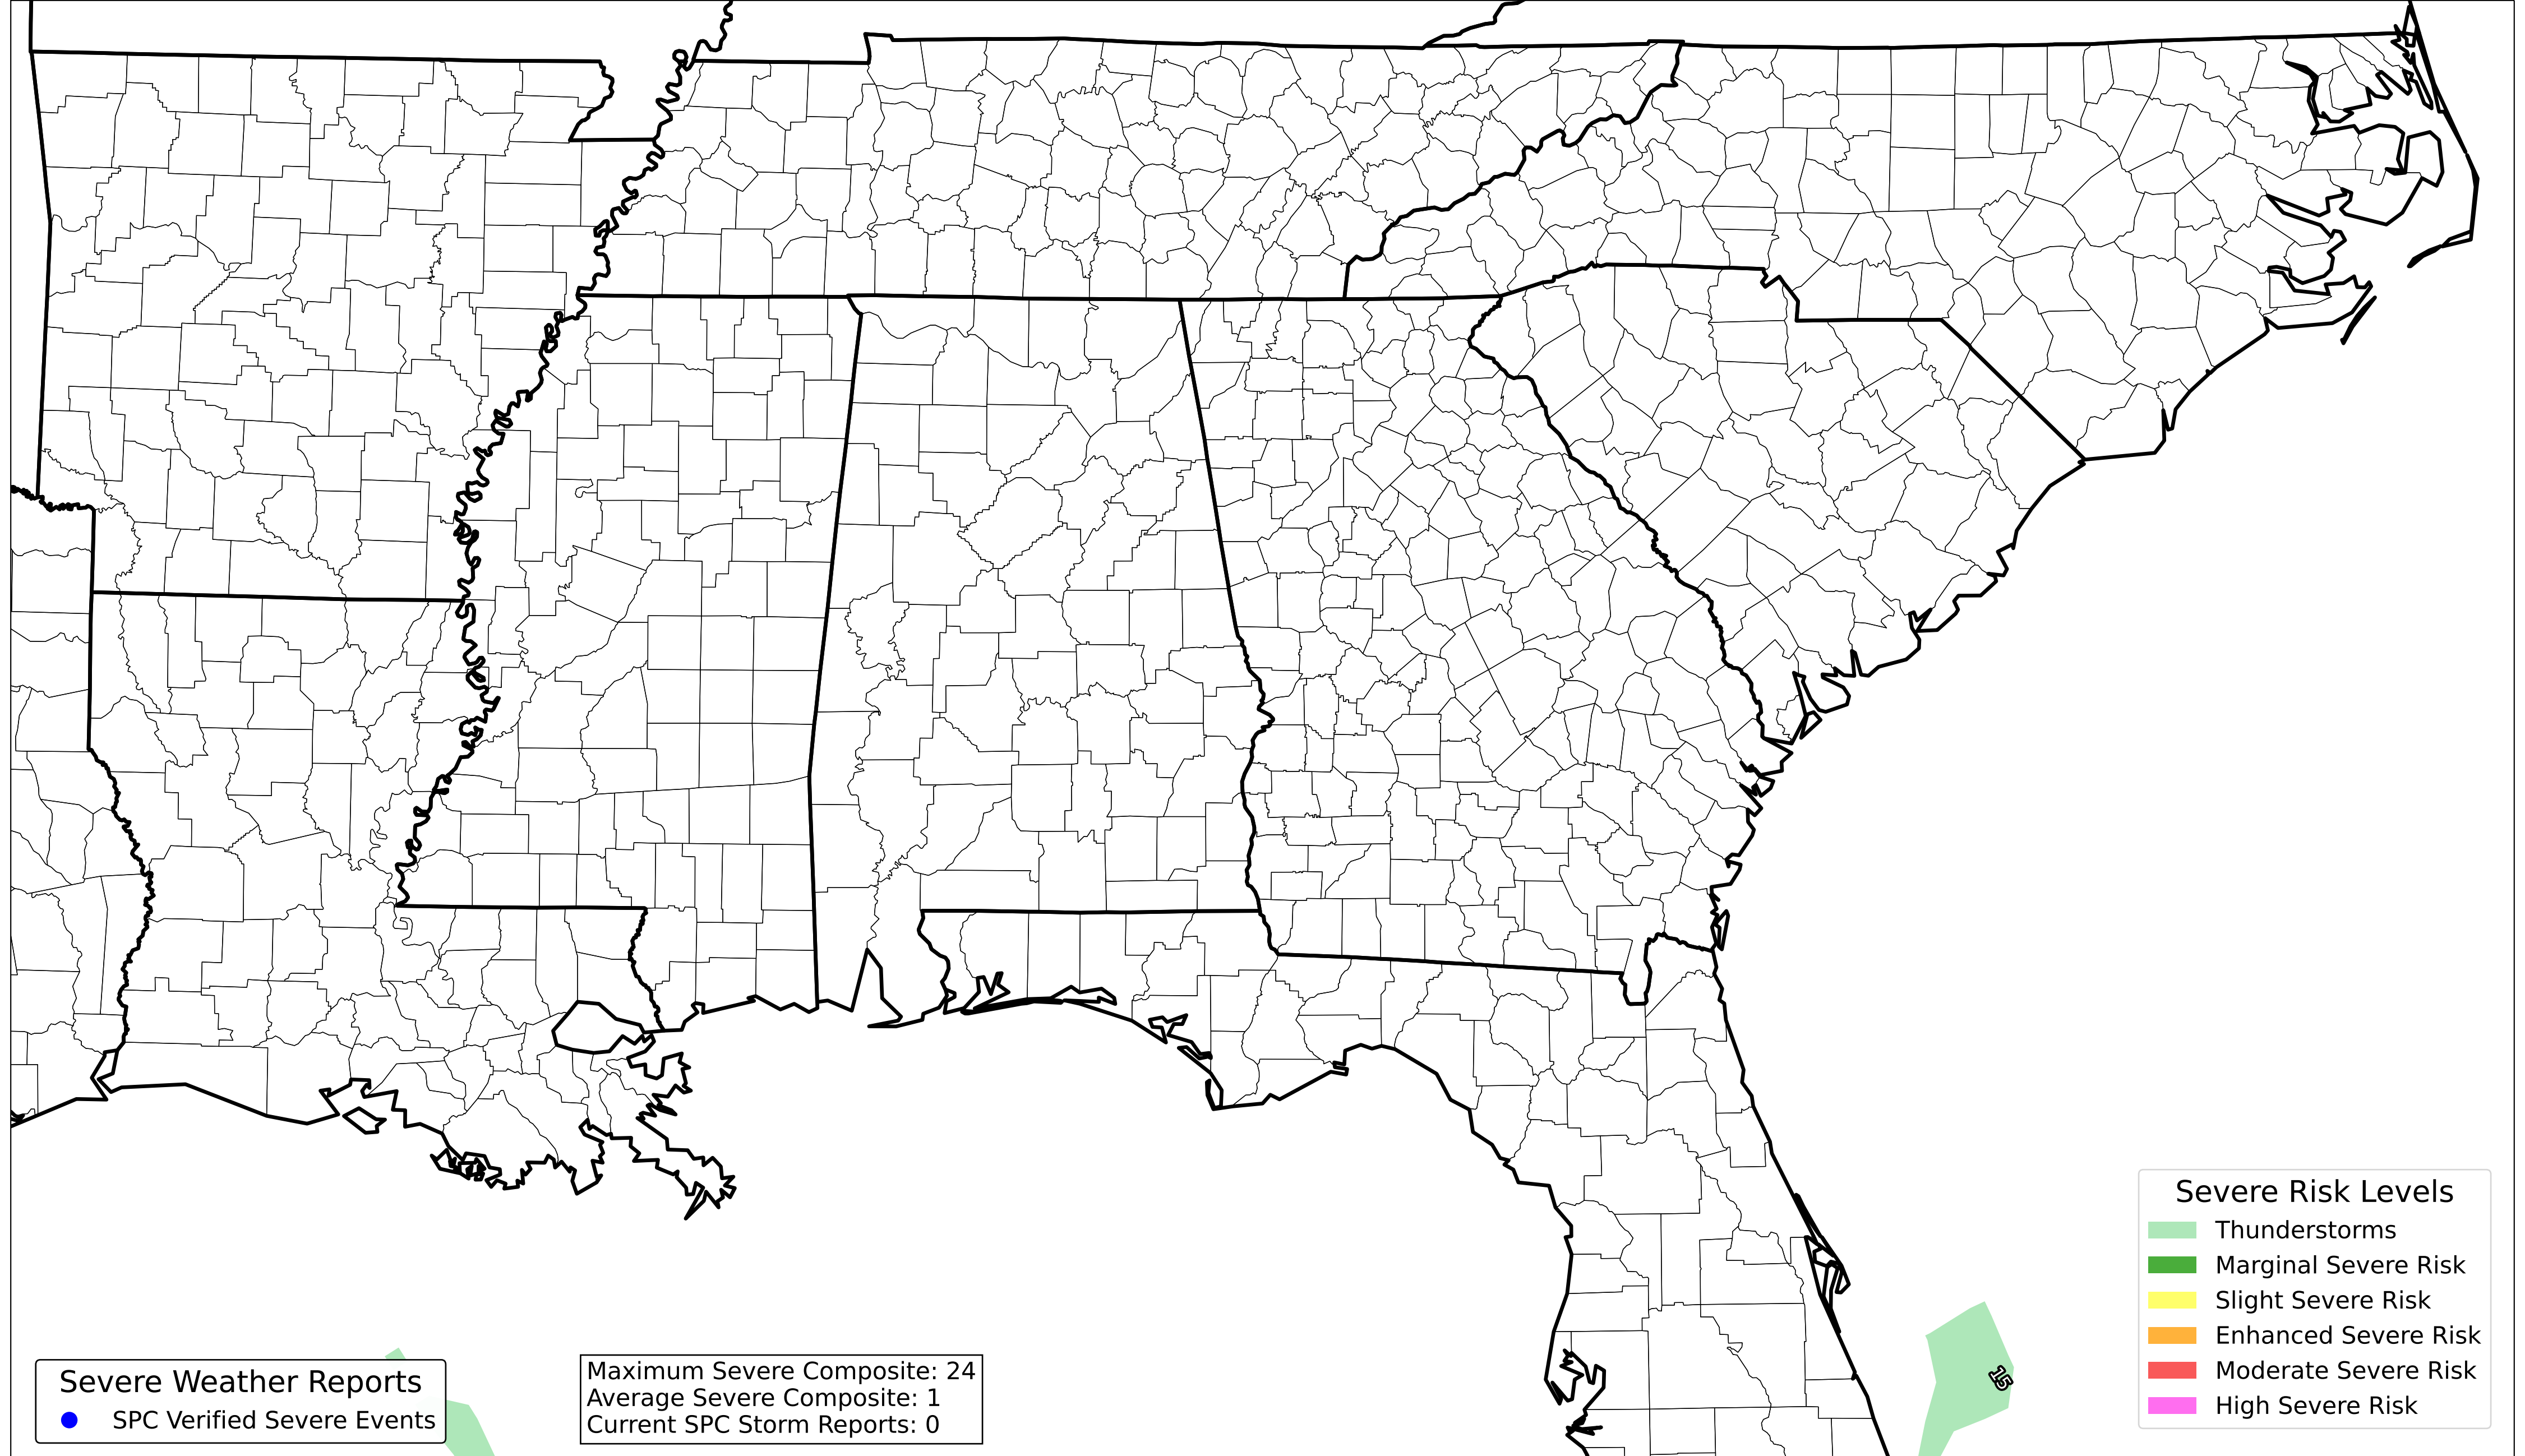 Severe Risk Levels
Thunderstorms
Marginal Severe Risk
Slight Severe Risk
Enhanced Severe Risk
Moderate Severe Risk
High Severe Risk
15
Severe Weather Reports
SPC Verified Severe Events
Maximum Severe Composite: 24
Average Severe Composite: 1
Current SPC Storm Reports: 0